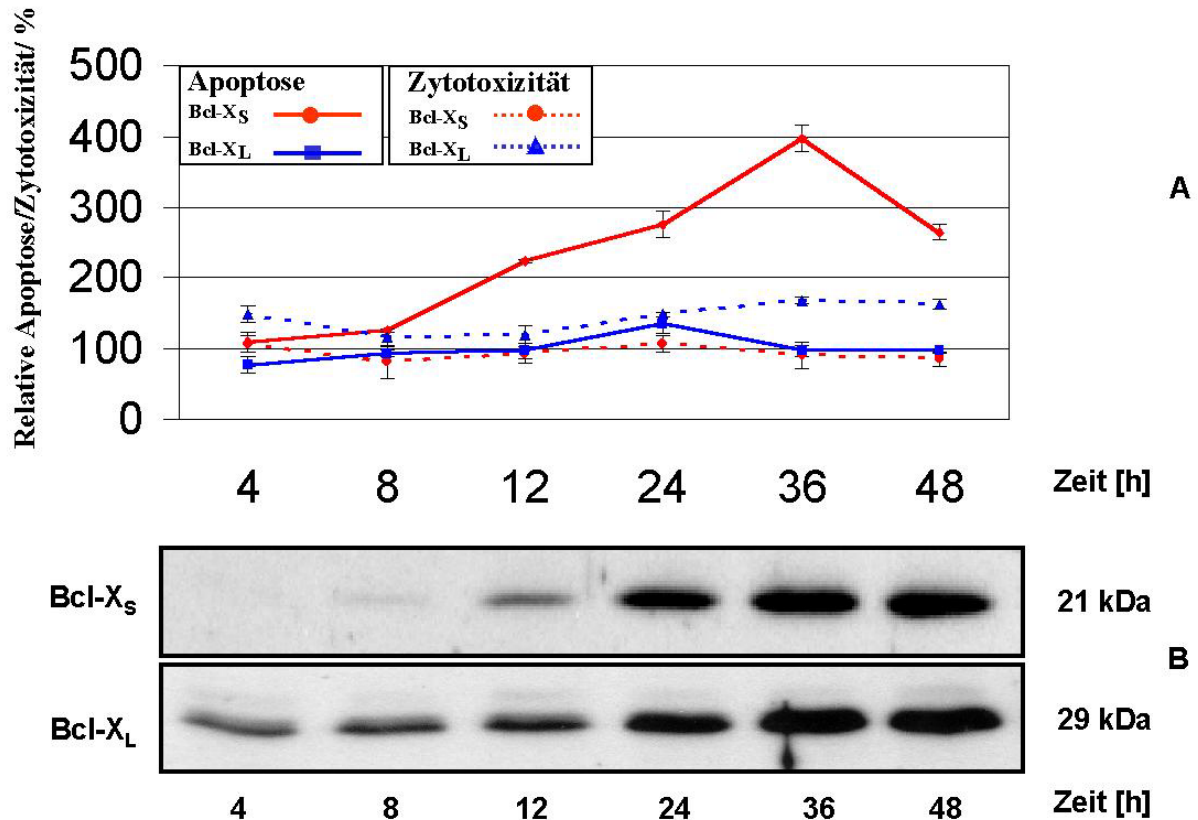 Relative Apoptose/Zytotoxizität/ %
500
400
300
200
100
0
Apoptose
Bcl-XS
Bcl-XL
Zytotoxizität
Bcl-XS
Bcl-XL
A
4 8 12 24 36 48 Zeit [h]
Bcl-XS 21 kDa
B
Bcl-XL 29 kDa
4 8 12 24 36 48 Zeit [h]